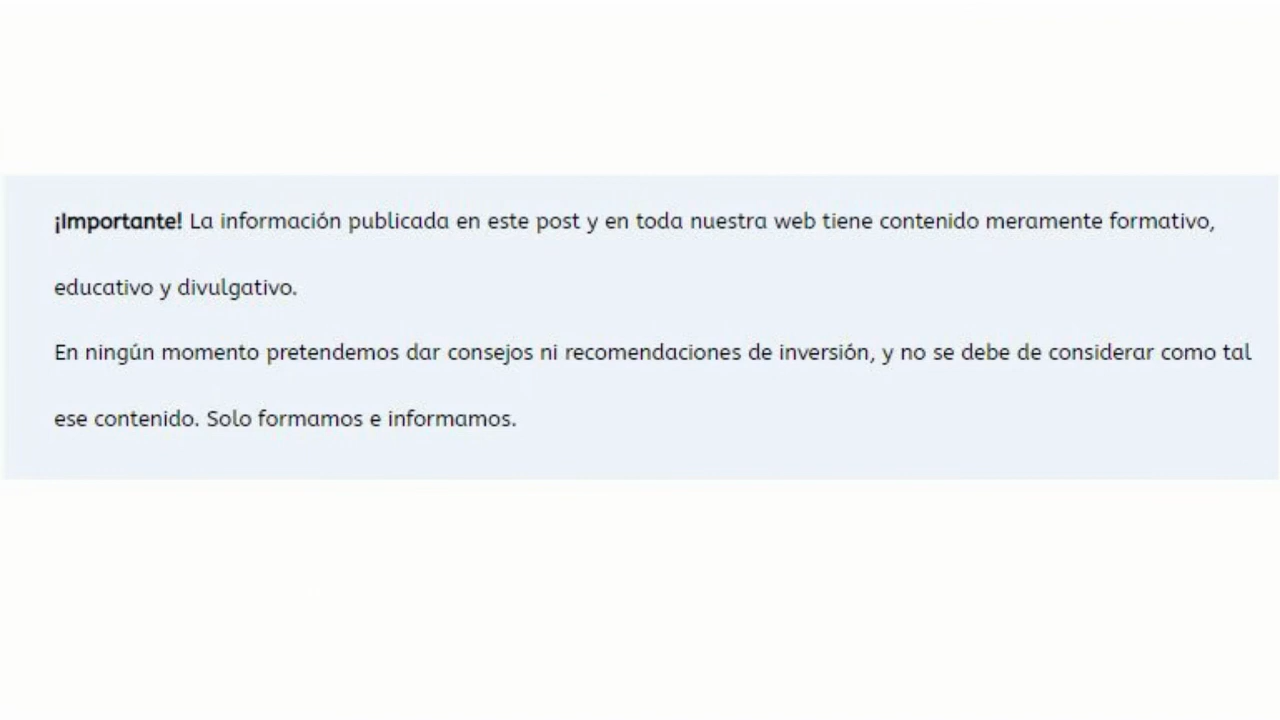 ¡Importante! La información publicada en este post y en toda nuestra web tiene contenido meramente formativo,
educativo y divulgativo.
En ningún momento pretendemos dar consejos ni recomendaciones de inversión, y no se debe de considerar como tal
ese contenido. Solo formamos e informamos.